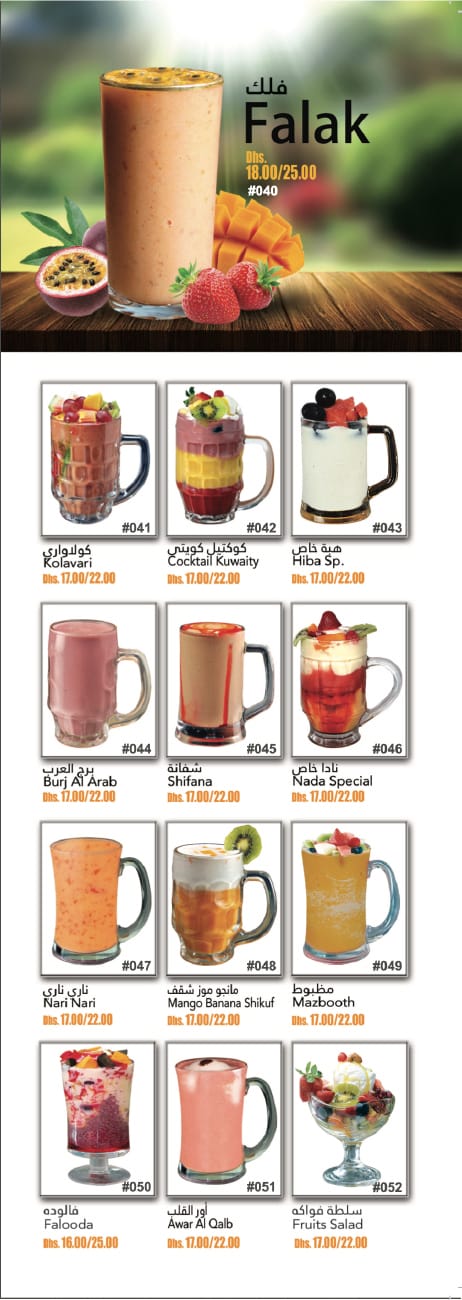 فلك
Falak
Dhs.
18.00/25.00
#040
#041
#042
#043
كولاواري
Kolavari
Dhs. 17.00/22.00
كوكتيل كويتي
Cocktail Kuwaity
Dhs. 17.00/22.00
هبة خاص
Hiba Sp.
Dhs. 17.00/22.00
#044
#045
#046
برج العرب
Burj Al Arab
Dhs. 17.00/22.00
شفانة
Shifana
Dhs. 17.00/22.00
نادا خاص
Nada Special
Dhs. 17.00/22.00
#047
#048
#049
ناري ناري
Nari Nari
Dhs. 17.00/22.00
مانجو موز شقف
Mango Banana Shikuf
Dhs. 17.00/22.00
مظبوط
Mazbooth
Dhs. 17.00/22.00
#050
#051
#052
فالوده
Falooda
Dhs. 16.00/25.00
أور القلب
Awar Al Qalb
Dhs. 17.00/22.00
سلطة فواكه
Fruits Salad
Dhs. 17.00/22.00